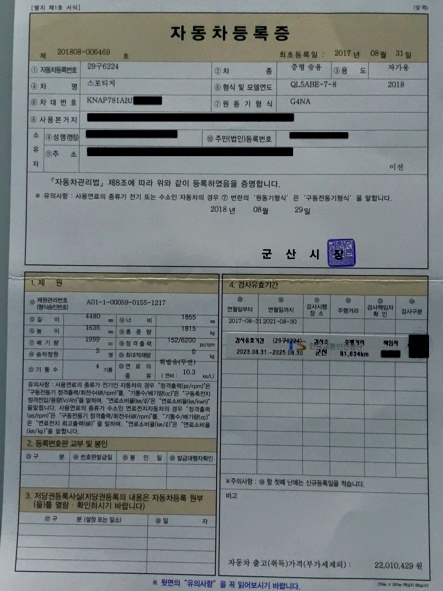 [별지 제1호 서식]
(앞 쪽)
자동차등록증
제 201808-006469 호
최초등록일 : 2017 년 08 월 31 일
① 자동차등록번호 29구6224 ② 차 종 중형 승용 ③ 용 도 자가용
④ 차 명 스포티지 ⑤ 형식 및 모델연도 QL5ABE-7-8 2018
⑥ 차 대 번 호 KNAP781ABJ ⑦ 원 동 기 형 식 G4NA
⑧ 사용본거지
소유자 ⑨ 성명(명칭) ⑩ 주민(법인)등록번호
⑪ 주 소
이전
「자동차관리법」 제8조에 따라 위와 같이 등록하였음을 증명합니다.
※ 유의사항 : 사용연료의 종류가 전기 또는 수소인 자동차의 경우 ⑦ 번란의 '원동기형식' 은 '구동전동기형식' 을 말합니다.
2018 년 08 월 29 일
군 산 시 장
1. 제 원
제원관리번호 (형식승인번호) A01-1-00059-0155-1217
길 이 4480 mm 너 비 1855 mm
높 이 1635 mm 총 중 량 1815 kg
배 기 량 1999 cc 정격출력 152/6200 ps/rpm
승차정원 5 명 최대적재량 0 kg
기 통 수 4 기통 연 료 의 종 류 휘발유(무연) (연비: 10.3 km/ℓ)
유의사항 : 사용연료의 종류가 전기인 자동차의 경우 "정격출력(ps/rpm)"은
"구동전동기 정격출력/회전수(kW/rpm)"를, "기통수/배기량(cc)"은 "구동축전지
정격전압/용량(V/Ah)"을 말하며, "연료소비율(km/ℓ)"은 "연료소비율(km/kWh)"
을 말합니다. 사용연료의 종류가 수소인 연료전지자동차의 경우 "정격출력
(ps/rpm)"은 "구동전동기 정격출력/회전수(kW/rpm)"를, "기통수/배기량(cc)"
은 "연료전지 최고출력(kW)"을 말하며, "연료소비율(km/ℓ)"은 "연료소비율
(km/kg)"을 말합니다.
2. 등록번호판 교부 및 봉인
구 분 번호판발급일 봉 인 일 발급대행자확인
3. 저당권등록사실(저당권등록의 내용은 자동차등록 원부
(을)를 열람 · 확인하시기 바랍니다)
구 분 (설정 또는 말소) 일 자
4. 검사유효기간
연월일부터 연월일까지 검사시행장소 주행거리 검사책임자확인 검사구분
2017-08-31 2021-08-30
검사유효기간 (29구6224) 검사소 주행거리
2023.08.31.~2025.08.30 군산 61,634km
※주의사항 : 항 첫째 난에는 신규등록일을 적습니다.
비고
자동차 출고(취득)가격(부가세제외) : 22,010,429 원
※ 뒷면의 "유의사항" 을 꼭 읽어보시기 바랍니다.